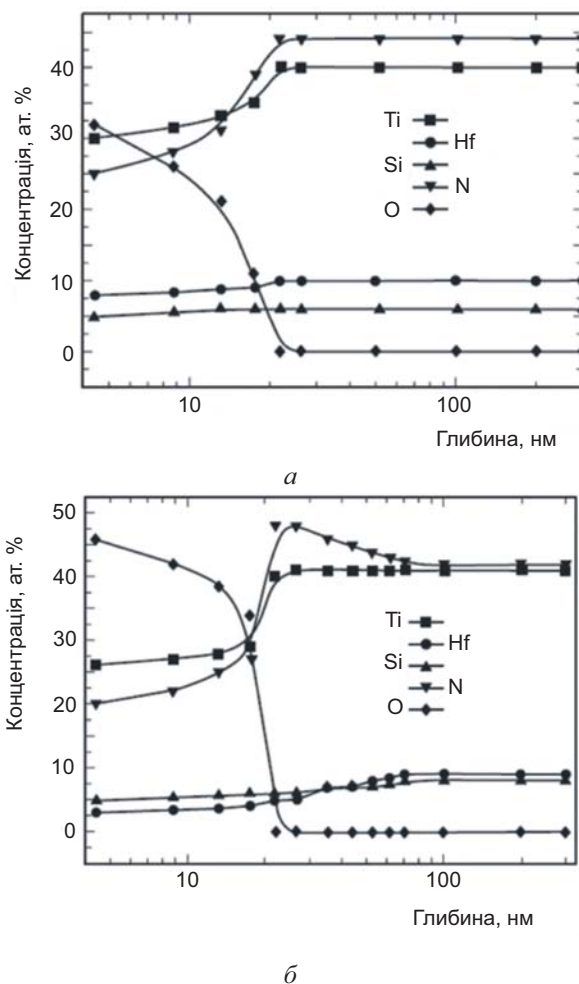 Концентрація, ат. %
40
30
20
10
0
Ti
Hf
Si
N
O
10
100
Глибина, нм
а
Концентрація, ат. %
50
40
30
20
10
0
Ti
Hf
Si
N
O
10
100
Глибина, нм
б